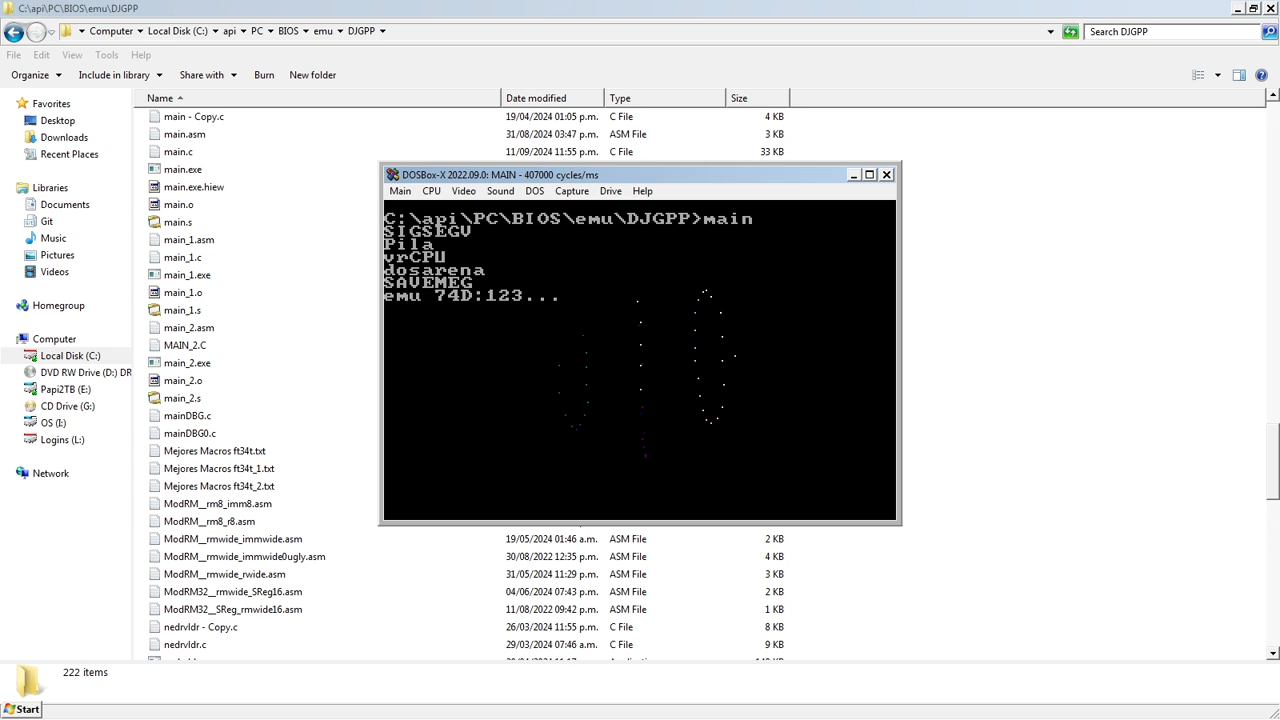 C:\api\PC\BIOS\emu\DJGPP
Computer Local Disk (C:) api PC BIOS emu DJGPP Search DJGPP
File Edit View Tools Help
Organize Include in library Share with Burn New folder
Name Date modified Type Size
Favorites
Desktop
Downloads
Recent Places
Libraries
Documents
Git
Music
Pictures
Videos
Homegroup
Computer
Local Disk (C:)
DVD RW Drive (D:) DR
Papi2TB (E:)
CD Drive (G:)
OS (I:)
Logins (L:)
Network
main - Copy.c 19/04/2024 01:05 p.m. C File 4 KB
main.asm 31/08/2024 03:47 p.m. ASM File 3 KB
main.c 11/09/2024 11:55 p.m. C File 33 KB
main.exe
main.exe.hiew
main.o
main.s
main_1.asm
main_1.c
main_1.exe
main_1.o
main_1.s
main_2.asm
MAIN_2.C
main_2.exe
main_2.o
main_2.s
mainDBG.c
mainDBG0.c
Mejores Macros ft34t.txt
Mejores Macros ft34t_1.txt
Mejores Macros ft34t_2.txt
ModRM__rm8_imm8.asm
ModRM__rm8_r8.asm
ModRM__rmwide_immwide.asm 19/05/2024 01:46 a.m. ASM File 2 KB
ModRM__rmwide_immwide0ugly.asm 30/08/2022 12:35 p.m. ASM File 4 KB
ModRM__rmwide_rwide.asm 31/05/2024 11:29 p.m. ASM File 3 KB
ModRM32__rmwide_SReg16.asm 04/06/2024 07:43 p.m. ASM File 2 KB
ModRM32__SReg_rmwide16.asm 11/08/2022 09:42 p.m. ASM File 1 KB
nedrvldr - Copy.c 26/03/2024 11:55 p.m. C File 8 KB
nedrvldr.c 29/03/2024 07:46 a.m. C File 9 KB
DOSBox-X 2022.09.0: MAIN - 407000 cycles/ms
Main CPU Video Sound DOS Capture Drive Help
C:\api\PC\BIOS\emu\DJGPP>main
SIGSEGV
Pila
vrCPU
dosarena
SAVEMEG
emu 74D:123...
222 items
Start